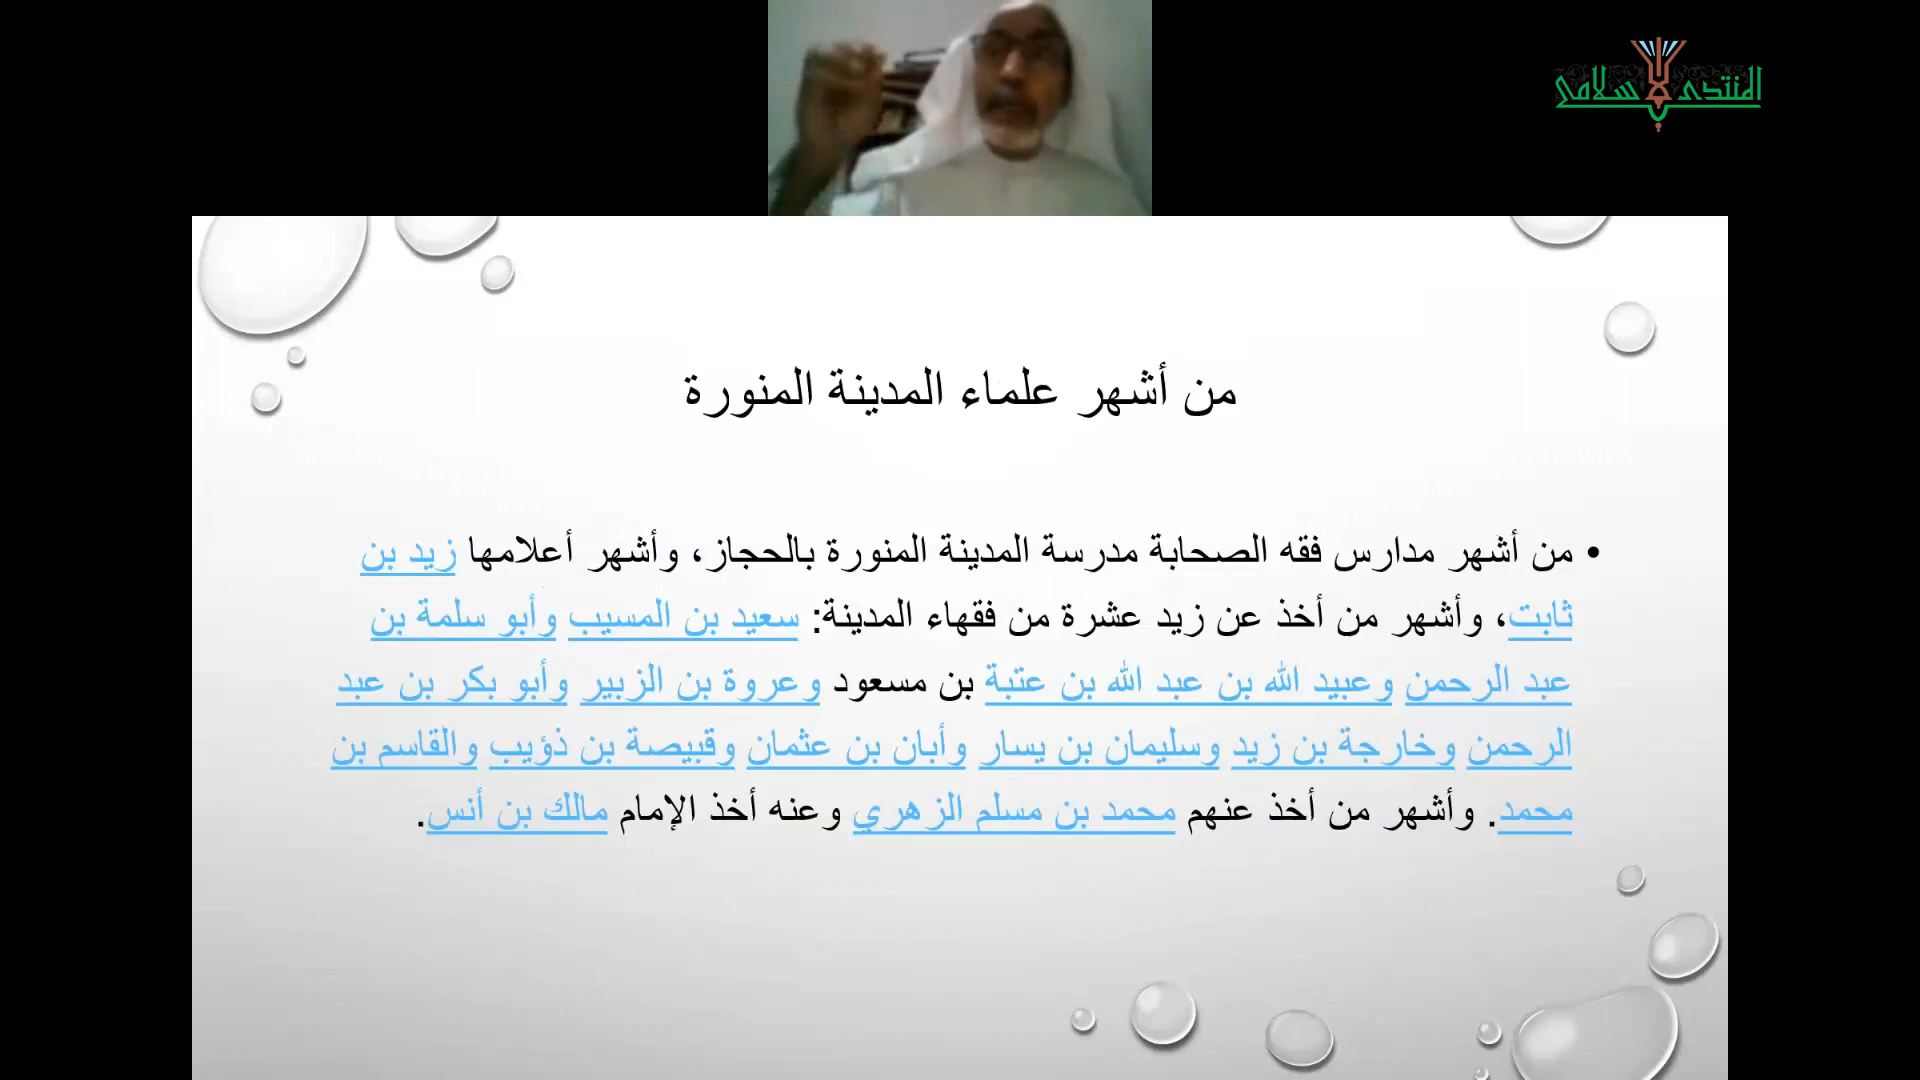 المنتدى الإسلامي
من أشهر علماء المدينة المنورة
• من أشهر مدارس فقه الصحابة مدرسة المدينة المنورة بالحجاز، وأشهر أعلامها زيد بن
ثابت، وأشهر من أخذ عن زيد عشرة من فقهاء المدينة: سعيد بن المسيب وأبو سلمة بن
عبد الرحمن وعبيد الله بن عبد الله بن عتبة بن مسعود وعروة بن الزبير وأبو بكر بن عبد
الرحمن وخارجة بن زيد وسليمان بن يسار وأبان بن عثمان وقبيصة بن ذؤيب والقاسم بن
محمد. وأشهر من أخذ عنهم محمد بن مسلم الزهري وعنه أخذ الإمام مالك بن أنس.